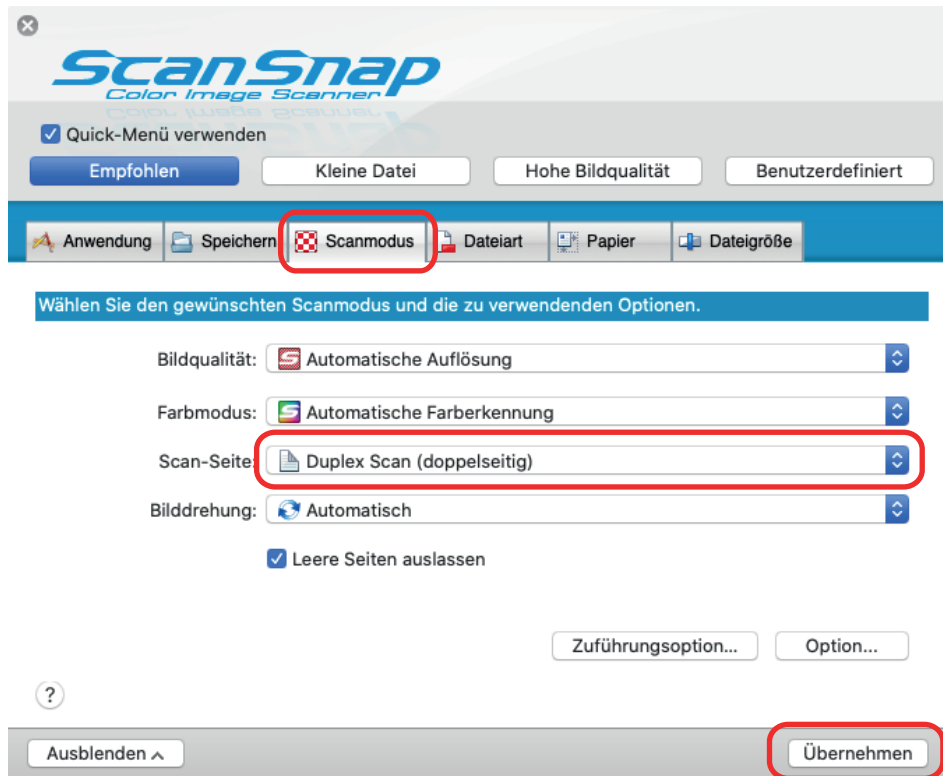 ScanSnap
Color Image Scanner
Quick-Menü verwenden
Empfohlen Kleine Datei Hohe Bildqualität Benutzerdefiniert
Anwendung Speichern Scanmodus Dateiart Papier Dateigröße
Wählen Sie den gewünschten Scanmodus und die zu verwendenden Optionen.
Bildqualität: Automatische Auflösung
Farbmodus: Automatische Farberkennung
Scan-Seite: Duplex Scan (doppelseitig)
Bilddrehung: Automatisch
Leere Seiten auslassen
Zuführungsoption... Option...
?
Ausblenden Übernehmen